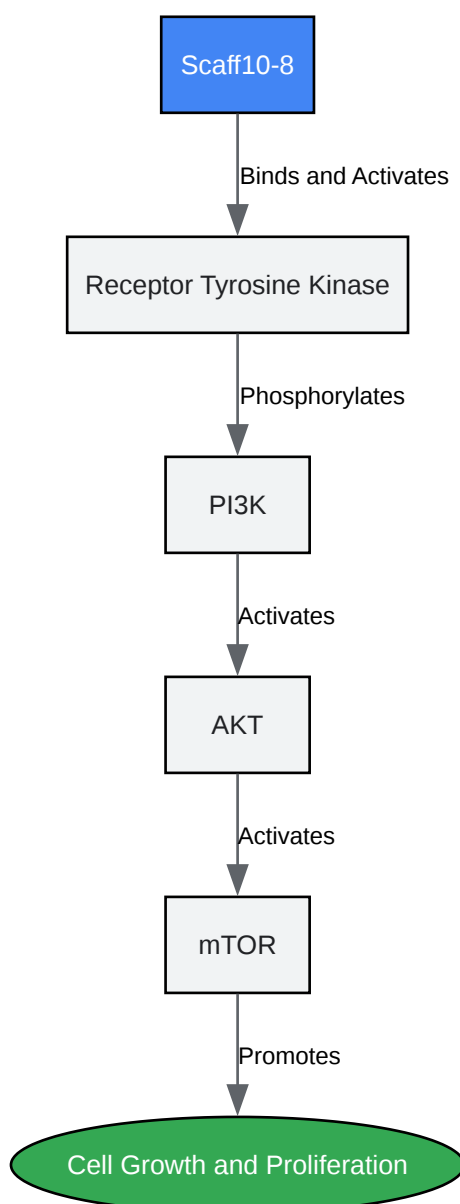 Scaff10-8
Binds and Activates
Receptor Tyrosine Kinase
Phosphorylates
PI3K
Activates
AKT
Activates
mTOR
Promotes
Cell Growth and Proliferation